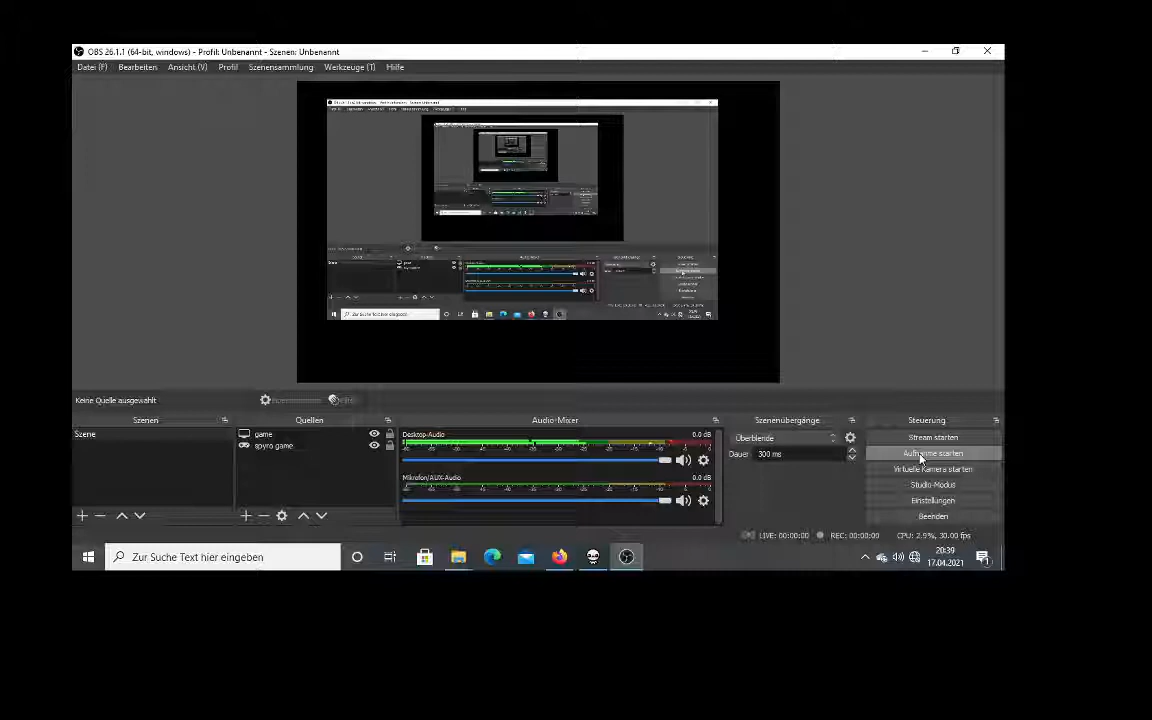 OBS 26.1.1 (64-bit, windows) - Profil: Unbenannt - Szenen: Unbenannt
Datei (F) Bearbeiten Ansicht (V) Profil Szenensammlung Werkzeuge (T) Hilfe
Keine Quelle ausgewählt
Szenen Quellen Audio-Mixer Szenenübergänge Steuerung
Szene
game
spyro game
Desktop-Audio 0.0 dB
Mikrofon/AUX-Audio 0.0 dB
Überblende
Dauer 300 ms
Stream starten
Aufnahme starten
Virtuelle Kamera starten
Studio-Modus
Einstellungen
Beenden
LIVE: 00:00:00 REC: 00:00:00 CPU: 2.9%, 30.00 fps
Zur Suche Text hier eingeben
20:39
17.04.2021